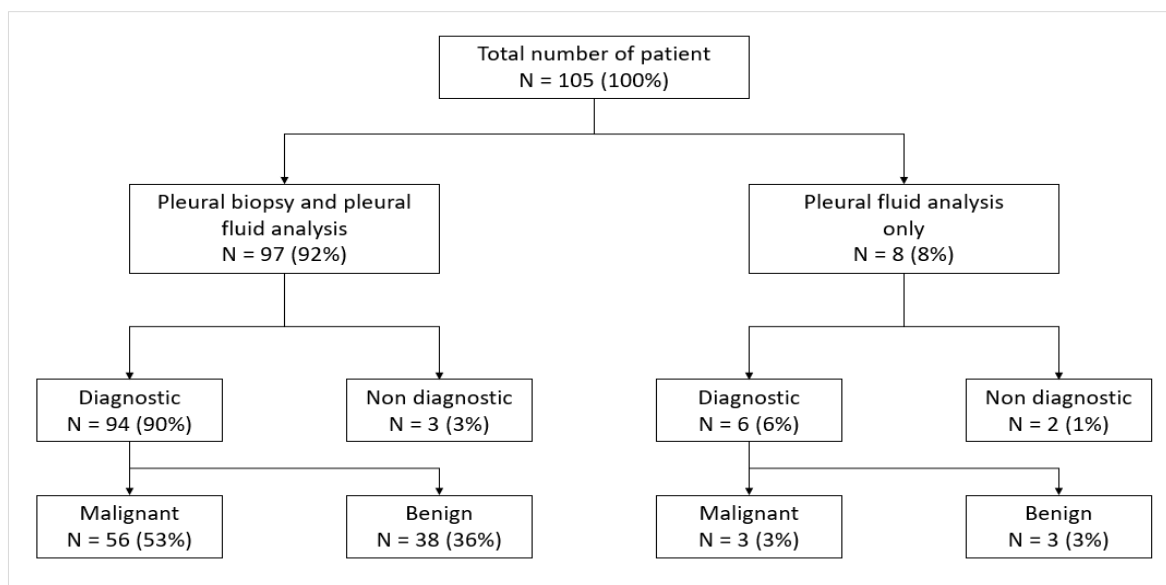 Total number of patient
N = 105 (100%)
Pleural biopsy and pleural
fluid analysis
N = 97 (92%)
Pleural fluid analysis
only
N = 8 (8%)
Diagnostic
N = 94 (90%)
Non diagnostic
N = 3 (3%)
Diagnostic
N = 6 (6%)
Non diagnostic
N = 2 (1%)
Malignant
N = 56 (53%)
Benign
N = 38 (36%)
Malignant
N = 3 (3%)
Benign
N = 3 (3%)